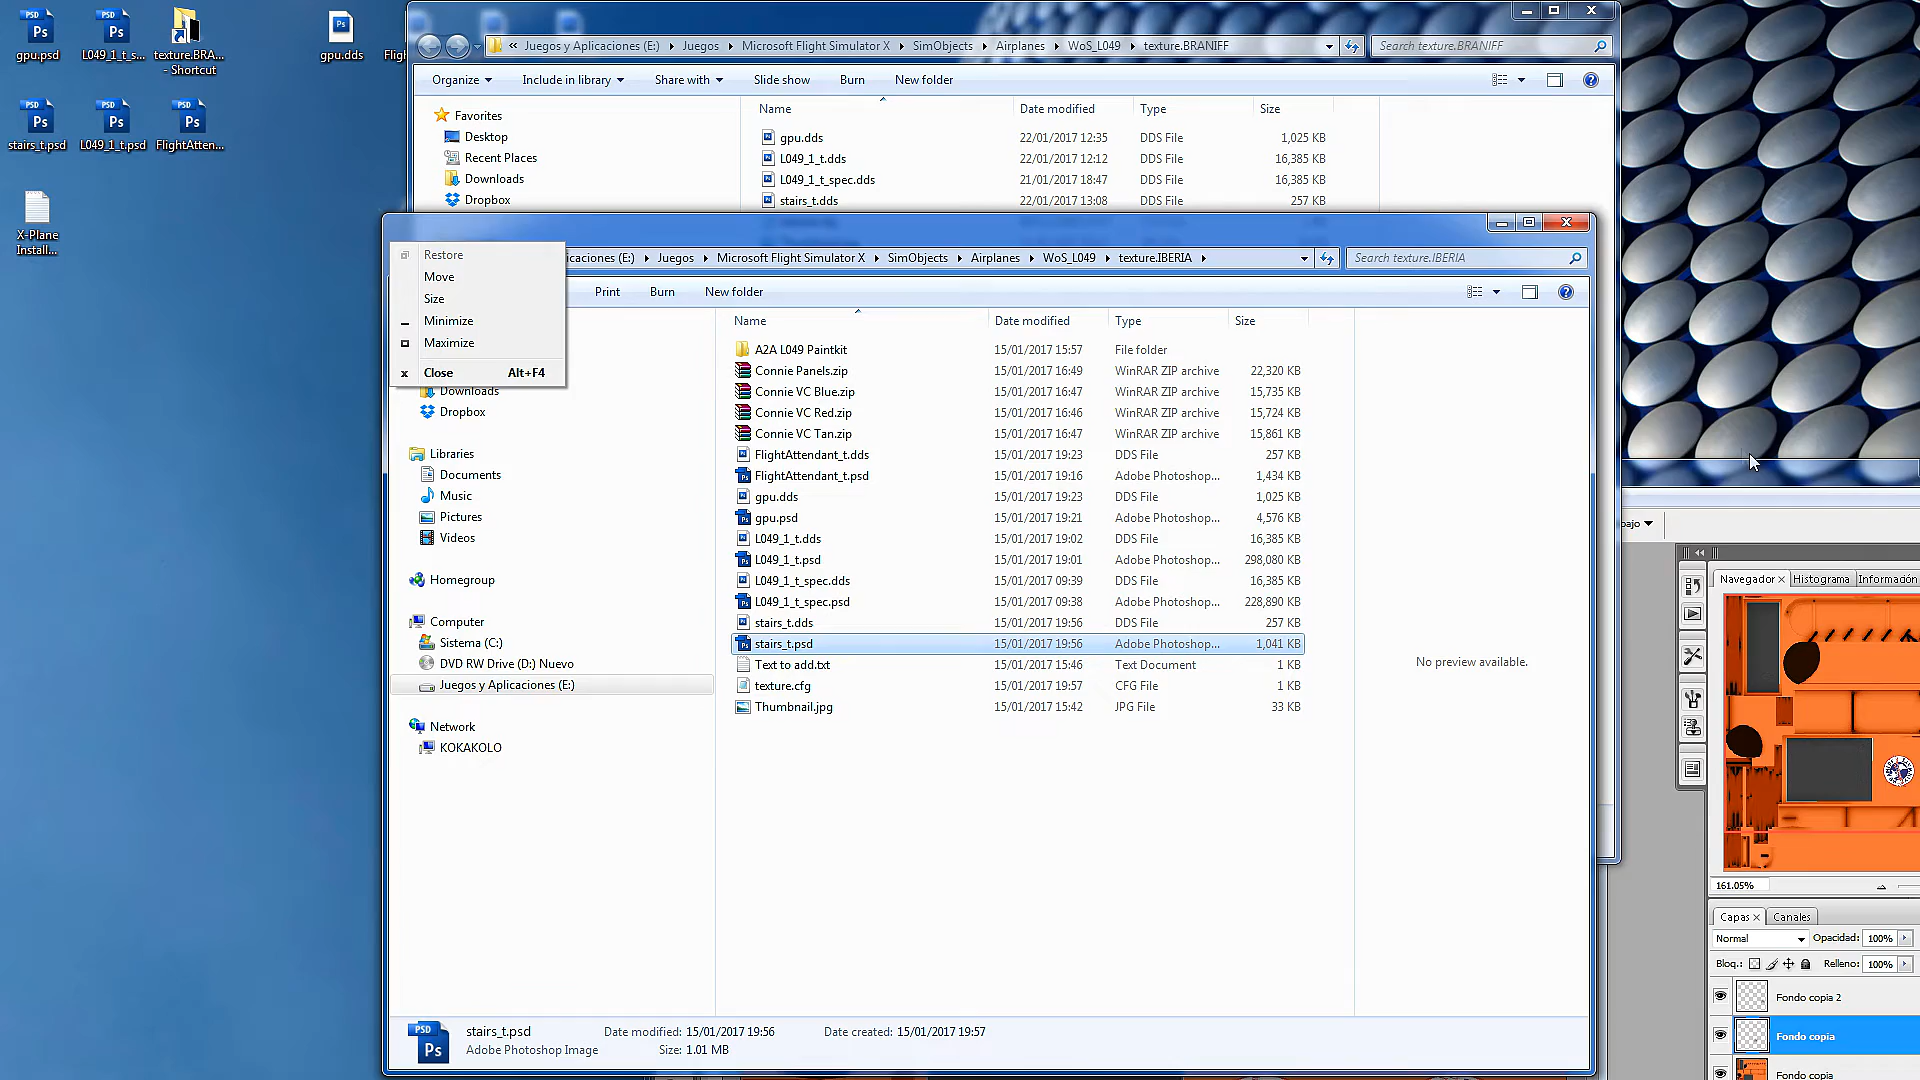 gpu.psd
L049_1_t_s...
texture.BRA...
- Shortcut
gpu.dds
stairs_t.psd
L049_1_t.psd
FlightAtten...
X-Plane
Install...
« Juegos y Aplicaciones (E:) Juegos Microsoft Flight Simulator X SimObjects Airplanes WoS_L049 texture.BRANIFF
Search texture.BRANIFF
Organize Include in library Share with Slide show Burn New folder
Favorites
Desktop
Recent Places
Downloads
Dropbox
Name Date modified Type Size
gpu.dds 22/01/2017 12:35 DDS File 1,025 KB
L049_1_t.dds 22/01/2017 12:12 DDS File 16,385 KB
L049_1_t_spec.dds 21/01/2017 18:47 DDS File 16,385 KB
stairs_t.dds 22/01/2017 13:08 DDS File 257 KB
Restore
Move
Size
Minimize
Maximize
Close Alt+F4
icaciones (E:) Juegos Microsoft Flight Simulator X SimObjects Airplanes WoS_L049 texture.IBERIA
Search texture.IBERIA
Print Burn New folder
Downloads
Dropbox
Libraries
Documents
Music
Pictures
Videos
Homegroup
Computer
Sistema (C:)
DVD RW Drive (D:) Nuevo
Juegos y Aplicaciones (E:)
Network
KOKAKOLO
Name Date modified Type Size
A2A L049 Paintkit 15/01/2017 15:57 File folder
Connie Panels.zip 15/01/2017 16:49 WinRAR ZIP archive 22,320 KB
Connie VC Blue.zip 15/01/2017 16:47 WinRAR ZIP archive 15,735 KB
Connie VC Red.zip 15/01/2017 16:46 WinRAR ZIP archive 15,724 KB
Connie VC Tan.zip 15/01/2017 16:47 WinRAR ZIP archive 15,861 KB
FlightAttendant_t.dds 15/01/2017 19:23 DDS File 257 KB
FlightAttendant_t.psd 15/01/2017 19:16 Adobe Photoshop... 1,434 KB
gpu.dds 15/01/2017 19:23 DDS File 1,025 KB
gpu.psd 15/01/2017 19:21 Adobe Photoshop... 4,576 KB
L049_1_t.dds 15/01/2017 19:02 DDS File 16,385 KB
L049_1_t.psd 15/01/2017 19:01 Adobe Photoshop... 298,080 KB
L049_1_t_spec.dds 15/01/2017 09:39 DDS File 16,385 KB
L049_1_t_spec.psd 15/01/2017 09:38 Adobe Photoshop... 228,890 KB
stairs_t.dds 15/01/2017 19:56 DDS File 257 KB
stairs_t.psd 15/01/2017 19:56 Adobe Photoshop... 1,041 KB
Text to add.txt 15/01/2017 15:46 Text Document 1 KB
texture.cfg 15/01/2017 19:57 CFG File 1 KB
Thumbnail.jpg 15/01/2017 15:42 JPG File 33 KB
No preview available.
stairs_t.psd Date modified: 15/01/2017 19:56 Date created: 15/01/2017 19:57
Adobe Photoshop Image Size: 1.01 MB
bajo
Navegador Histograma Información
161.05%
Capas Canales
Normal Opacidad: 100%
Bloq.: Relleno: 100%
Fondo copia 2
Fondo copia
Fondo copia